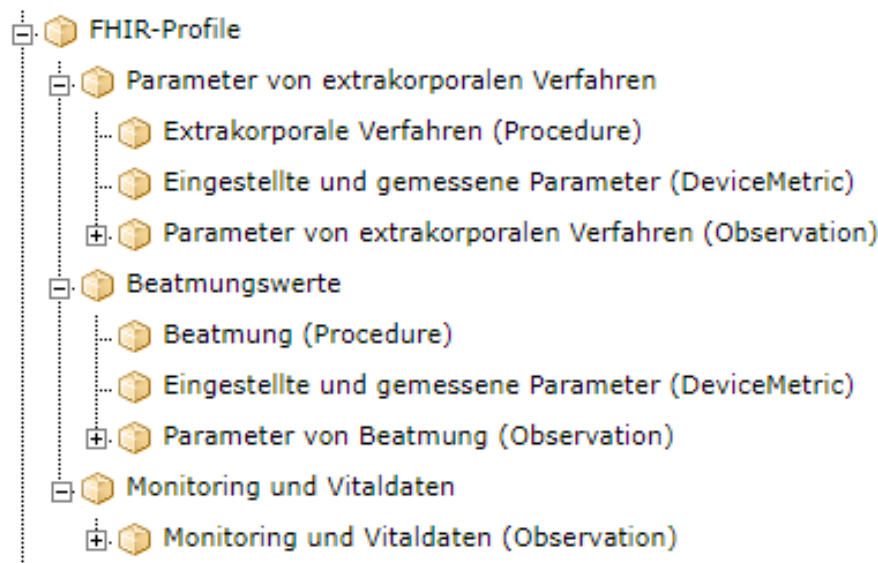 FHIR-Profile
Parameter von extrakorporalen Verfahren
Extrakorporale Verfahren (Procedure)
Eingestellte und gemessene Parameter (DeviceMetric)
Parameter von extrakorporalen Verfahren (Observation)
Beatmungswerte
Beatmung (Procedure)
Eingestellte und gemessene Parameter (DeviceMetric)
Parameter von Beatmung (Observation)
Monitoring und Vitaldaten
Monitoring und Vitaldaten (Observation)